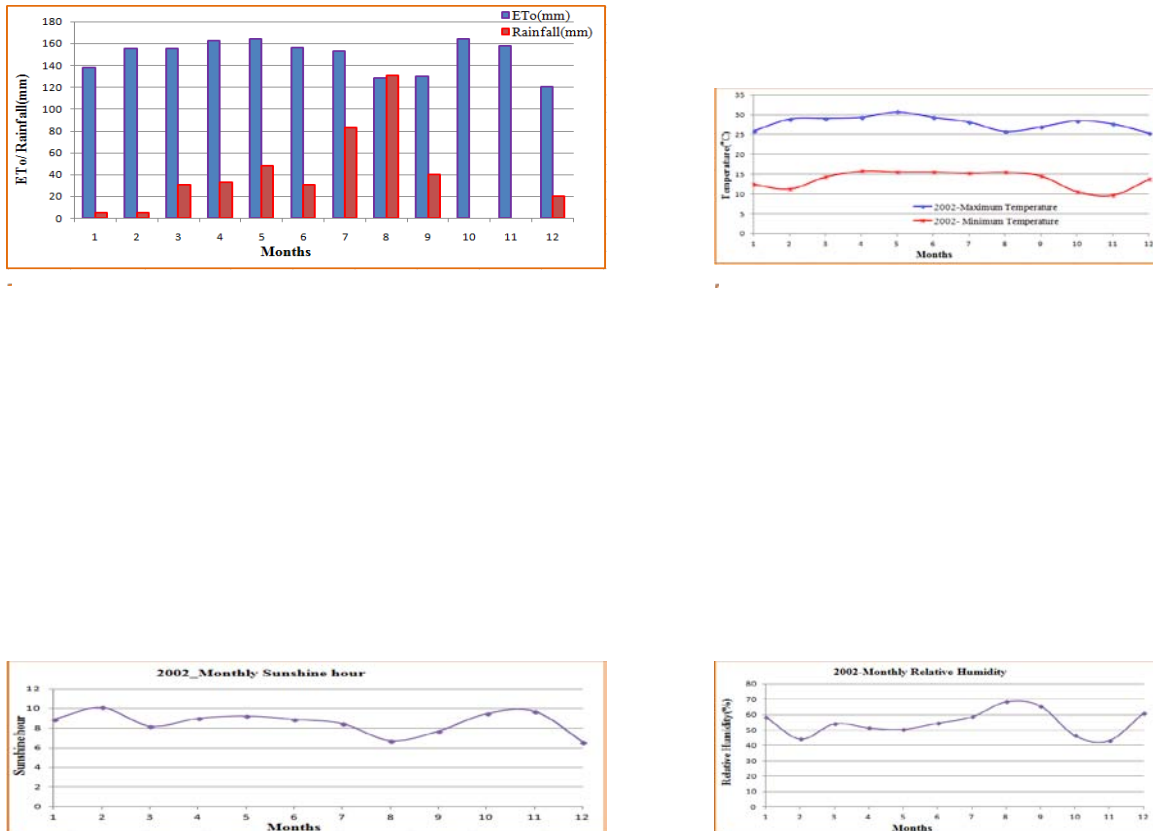 ETo(mm)
Rainfall(mm)
180
160
140
120
100
80
60
40
20
0
ETo/ Rainfall(mm)
1 2 3 4 5 6 7 8 9 10 11 12
Months
35
30
25
20
15
10
5
0
Temperature(°C)
2002-Maximum Temperature
2002- Minimum Temperature
1 2 3 4 5 6 7 8 9 10 11 12
Months
2002_Monthly Sunshine hour
12
10
8
6
4
2
0
Sunshine hour
1 2 3 4 5 6 7 8 9 10 11 12
Months
2002-Monthly Relative Humidity
80
70
60
50
40
30
20
10
0
Relative Humidity(%)
1 2 3 4 5 6 7 8 9 10 11 12
Months